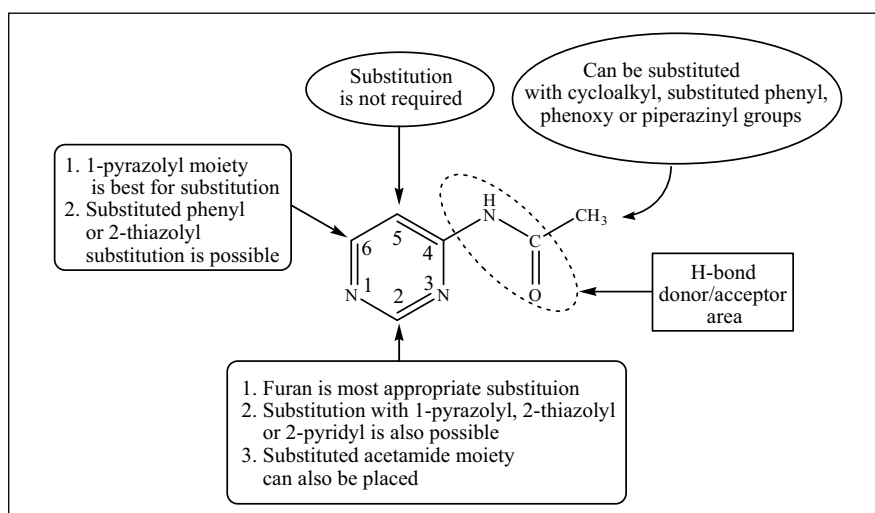 Substitution
is not required
Can be substituted
with cycloalkyl, substituted phenyl,
phenoxy or piperazinyl groups
1. 1-pyrazolyl moiety
is best for substitution
2. Substituted phenyl
or 2-thiazolyl
substitution is possible
H
N
CH3
O
6
5
4
N 1
2
3 N
H-bond
donor/acceptor
area
1. Furan is most appropriate substituion
2. Substitution with 1-pyrazolyl, 2-thiazolyl
or 2-pyridyl is also possible
3. Substituted acetamide moiety
can also be placed